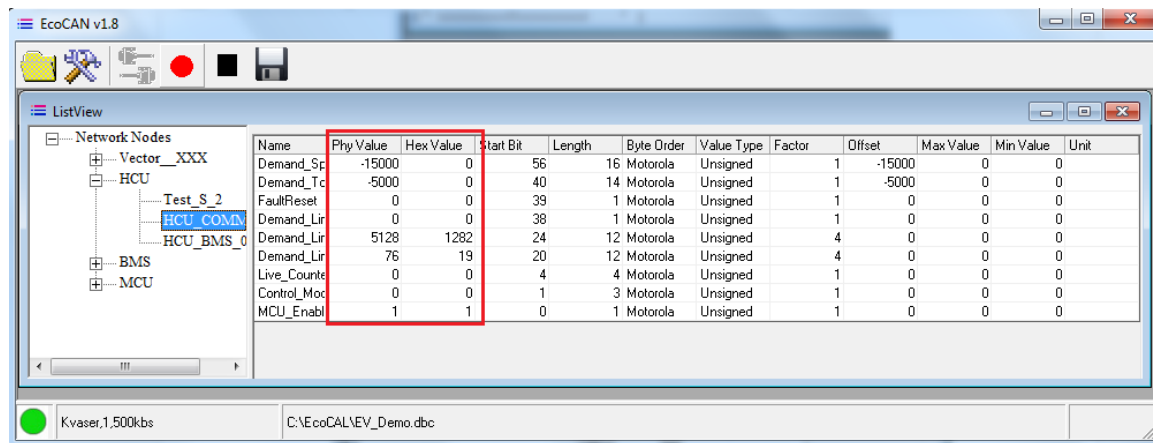 EcoCAN v1.8
ListView
Network Nodes
Vector__XXX
HCU
Test_S_2
HCU_COMM
HCU_BMS_0
BMS
MCU
Name Phy Value Hex Value Start Bit Length Byte Order Value Type Factor Offset Max Value Min Value Unit
Demand_Sp -15000 0 56 16 Motorola Unsigned 1 -15000 0 0
Demand_Tc -5000 0 40 14 Motorola Unsigned 1 -5000 0 0
FaultReset 0 0 39 1 Motorola Unsigned 1 0 0 0
Demand_Lir 0 0 38 1 Motorola Unsigned 1 0 0 0
Demand_Lir 5128 1282 24 12 Motorola Unsigned 4 0 0 0
Demand_Lir 76 19 20 12 Motorola Unsigned 4 0 0 0
Live_Counte 0 0 4 4 Motorola Unsigned 1 0 0 0
Control_Moc 0 0 1 3 Motorola Unsigned 1 0 0 0
MCU_Enabl 1 1 0 1 Motorola Unsigned 1 0 0 0
Kvaser,1,500kbs C:\EcoCAL\EV_Demo.dbc